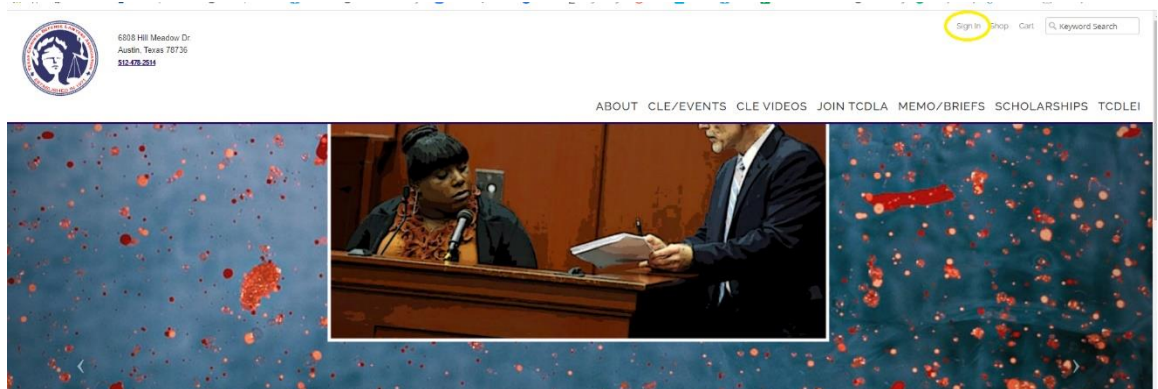 6808 Hill Meadow Dr
Austin, Texas 78736
512-478-2514
Sign In Shop Cart Keyword Search
ABOUT CLE/EVENTS CLE VIDEOS JOIN TCDLA MEMO/BRIEFS SCHOLARSHIPS TCDLEI